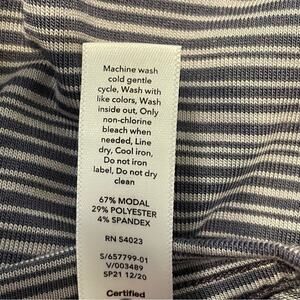 Machine wash
cold gentle
cycle, Wash with
like colors, Wash
inside out, Only
non-chlorine
bleach when
needed, Line
dry, Cool iron,
Do not iron
label, Do not dry
clean
67% MODAL
29% POLYESTER
4% SPANDEX
RN 54023
S/657799-01
V/003489
SP21 12/20
Certified